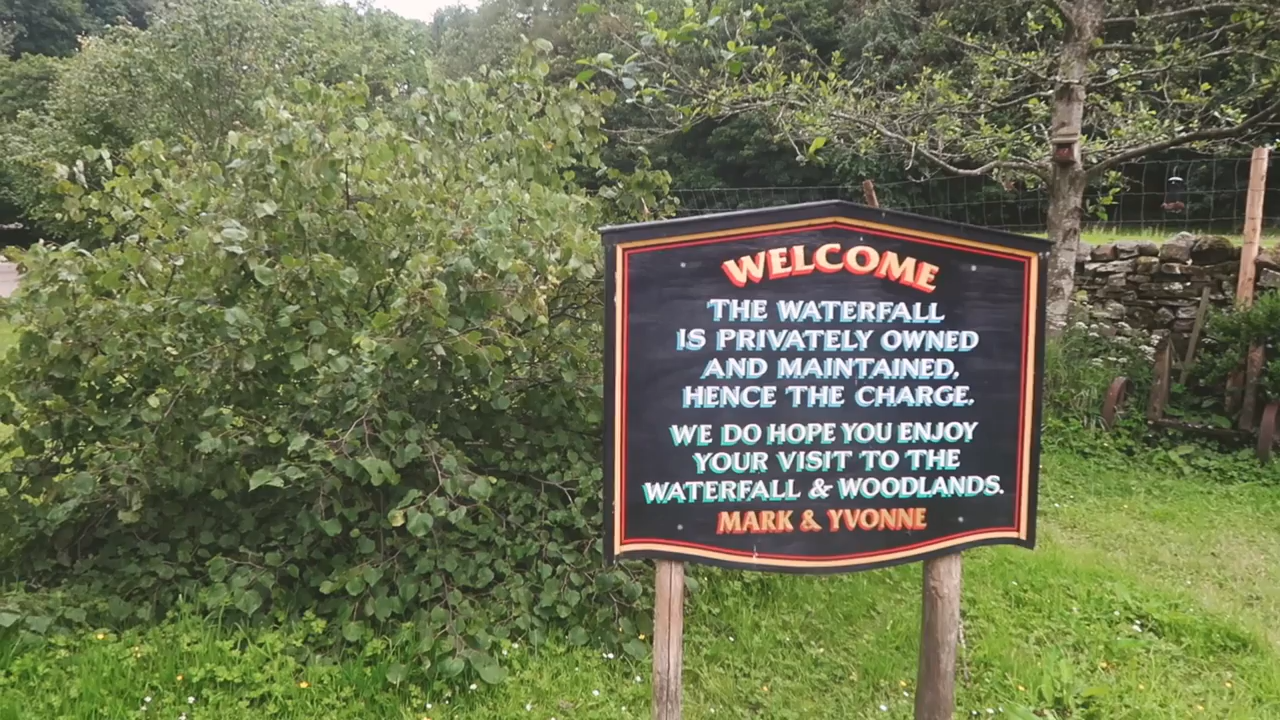 WELCOME
THE WATERFALL
IS PRIVATELY OWNED
AND MAINTAINED,
HENCE THE CHARGE.
WE DO HOPE YOU ENJOY
YOUR VISIT TO THE
WATERFALL & WOODLANDS.
MARK & YVONNE